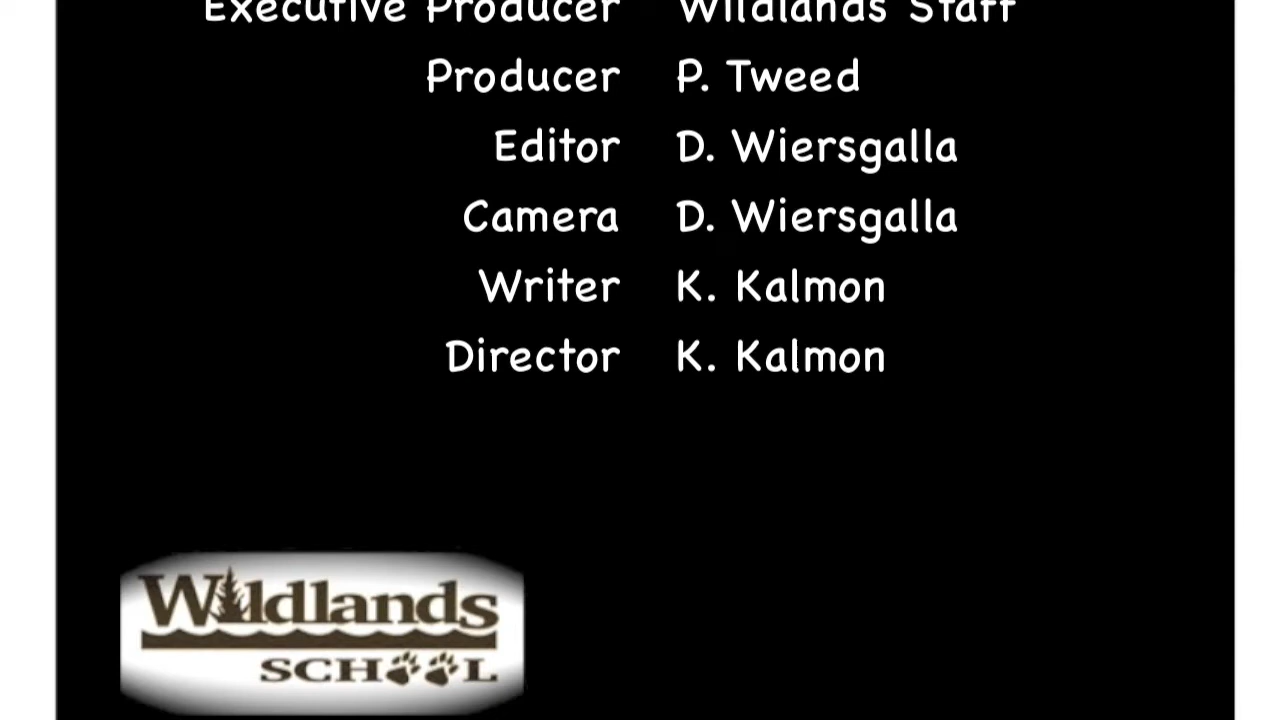 Executive Producer Wildlands Staff
Producer P. Tweed
Editor D. Wiersgalla
Camera D. Wiersgalla
Writer K. Kalmon
Director K. Kalmon
Wildlands
SCHOOL